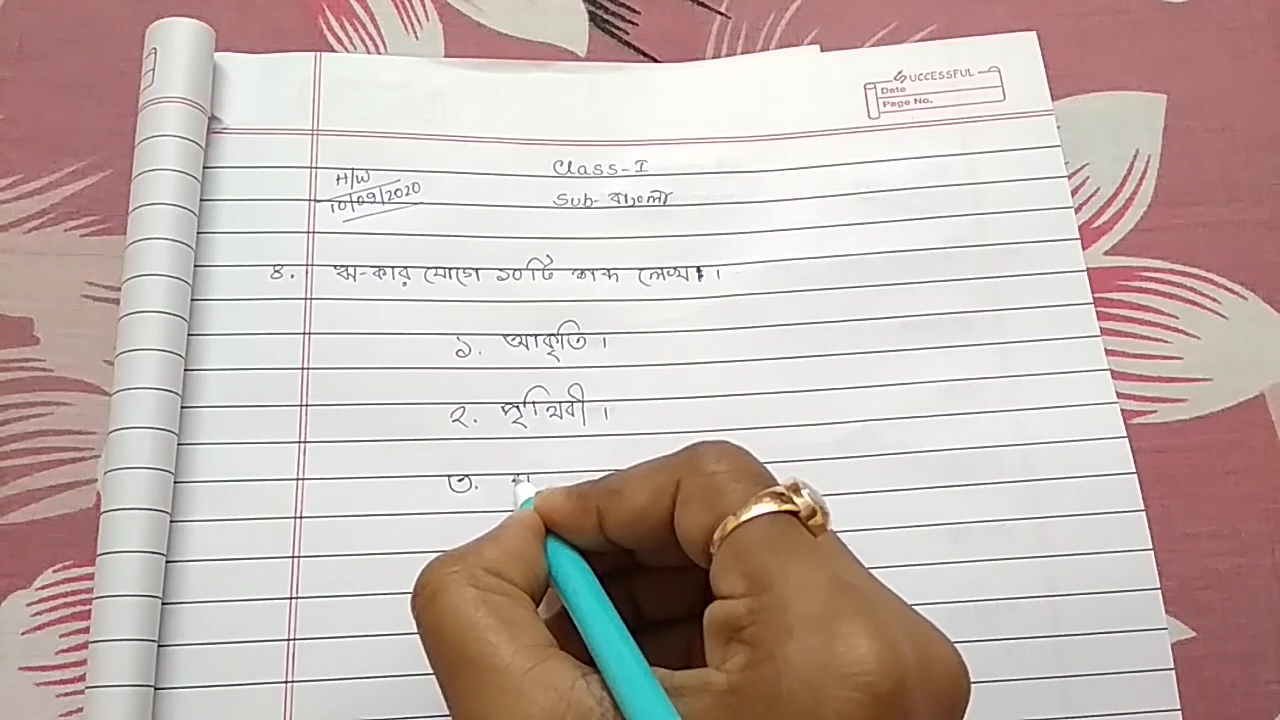 SUCCESSFUL
Date
Page No.
Class-I
H/W
10/09/2020
Sub- বাংলা
৪. ঋ-কার যোগে ১০টি শব্দ লেখ।
১. আকৃতি।
২. পৃথিবী।
৩.